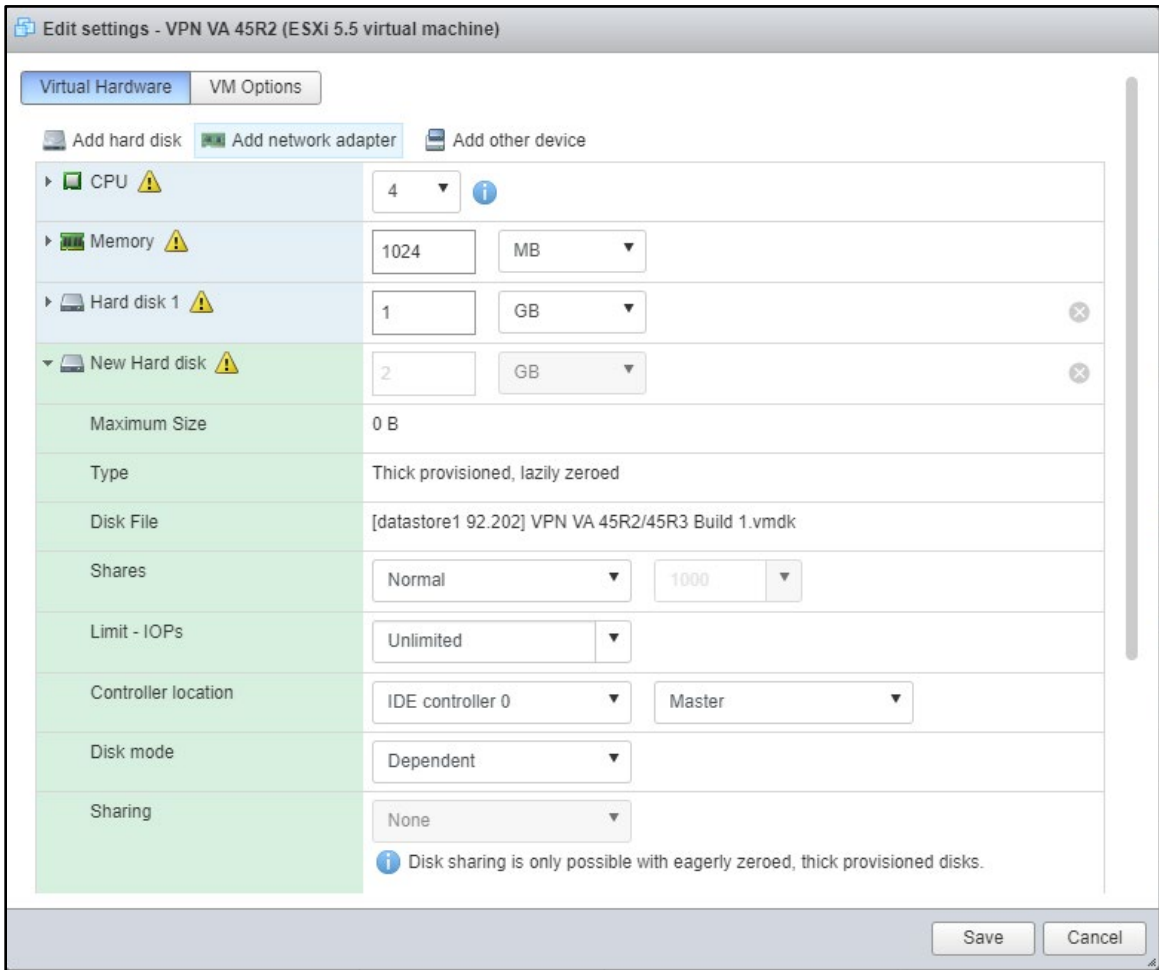 Edit settings - VPN VA 45R2 (ESXi 5.5 virtual machine)
Virtual Hardware VM Options
Add hard disk Add network adapter Add other device
CPU 4
Memory 1024 MB
Hard disk 1 1 GB
New Hard disk 2 GB
Maximum Size 0 B
Type Thick provisioned, lazily zeroed
Disk File [datastore1 92.202] VPN VA 45R2/45R3 Build 1.vmdk
Shares Normal 1000
Limit - IOPs Unlimited
Controller location IDE controller 0 Master
Disk mode Dependent
Sharing None
Disk sharing is only possible with eagerly zeroed, thick provisioned disks.
Save Cancel